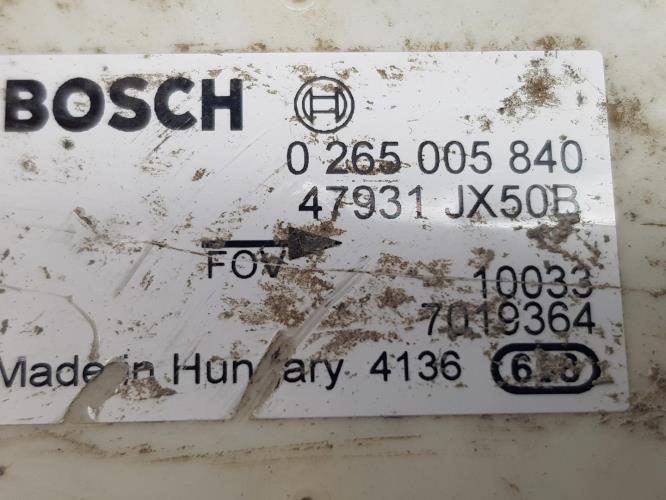 BOSCH
0 265 005 840
47931 JX50B
FOV
10033
7019364
Made in Hungary 4136